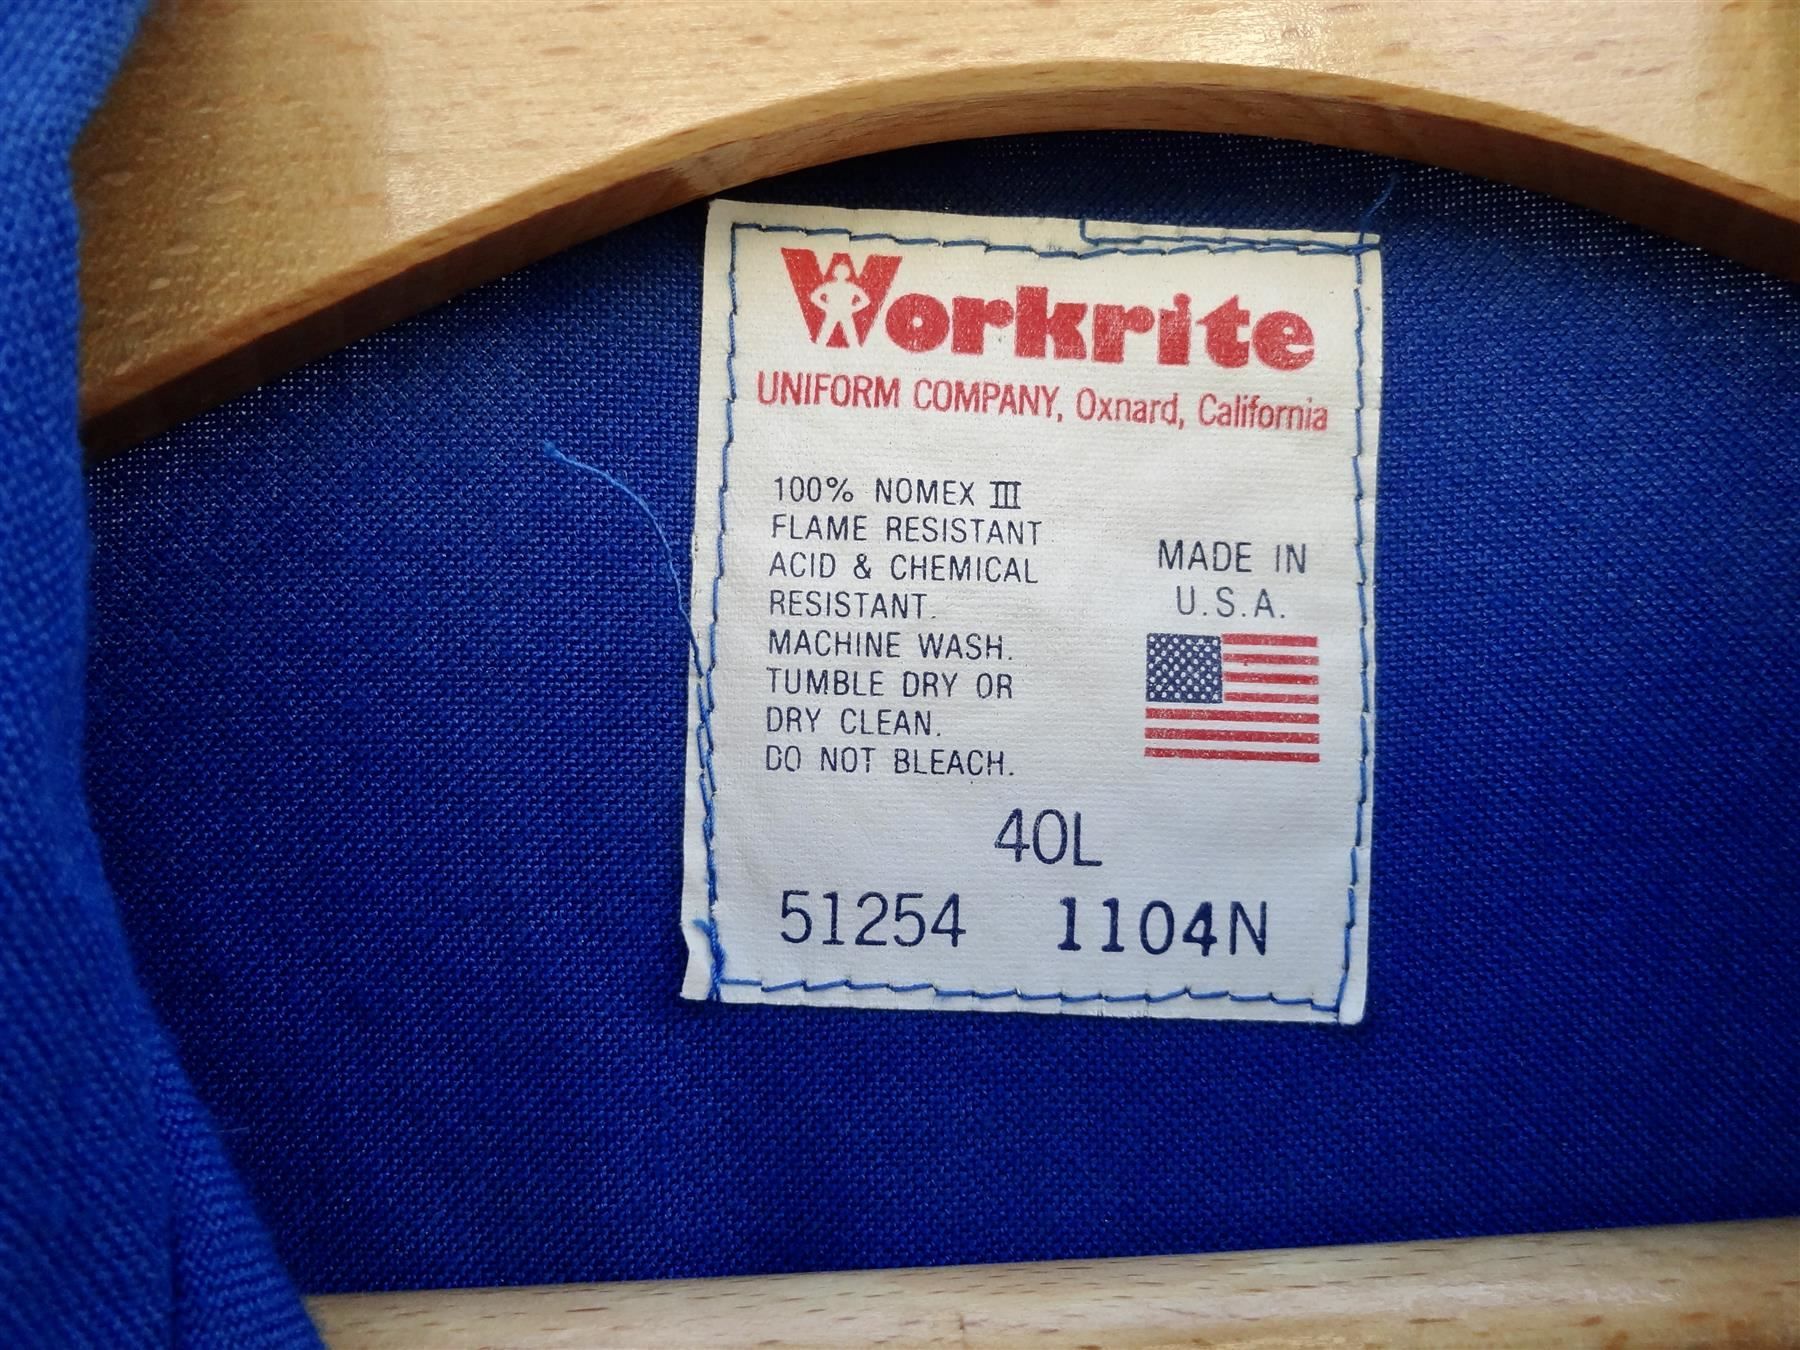 Workrite
UNIFORM COMPANY, Oxnard, California
100% NOMEX III
FLAME RESISTANT
ACID & CHEMICAL
RESISTANT.
MACHINE WASH.
TUMBLE DRY OR
DRY CLEAN.
DO NOT BLEACH.
MADE IN
U.S.A.
40L
51254 1104N